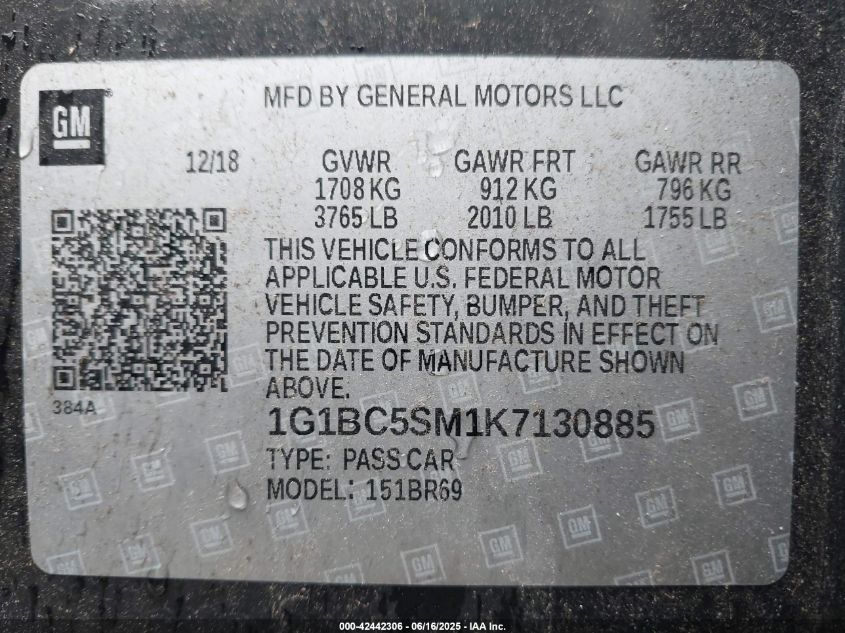 GM
MFD BY GENERAL MOTORS LLC
12/18 GVWR GAWR FRT GAWR RR
1708 KG 912 KG 796 KG
3765 LB 2010 LB 1755 LB
THIS VEHICLE CONFORMS TO ALL
APPLICABLE U.S. FEDERAL MOTOR
VEHICLE SAFETY, BUMPER, AND THEFT
PREVENTION STANDARDS IN EFFECT ON
THE DATE OF MANUFACTURE SHOWN
ABOVE.
384A
1G1BC5SM1K7130885
TYPE: PASS CAR
MODEL: 151BR69
000-42442306 - 06/16/2025 - IAA Inc.